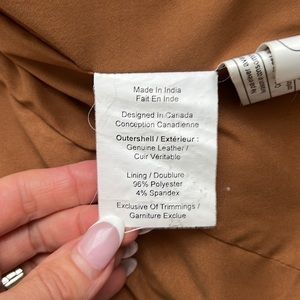 Made In India
Fait En Inde
Designed In Canada
Conception Canadienne
Outershell / Extérieur :
Genuine Leather /
Cuir Véritable
Lining / Doublure
96% Polyester
4% Spandex
Exclusive Of Trimmings /
Garniture Exclue